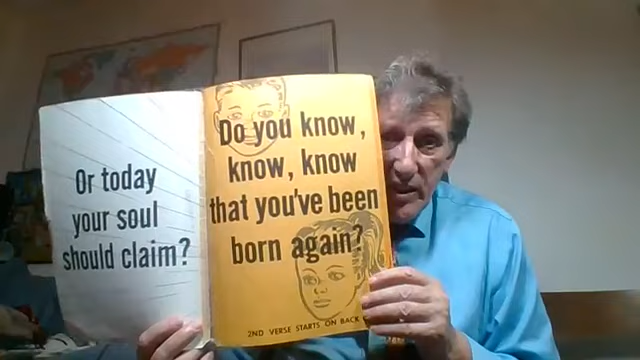 Or today
your soul
should claim?
Do you know,
know, know
that you've been
born again?
2ND VERSE STARTS ON BACK